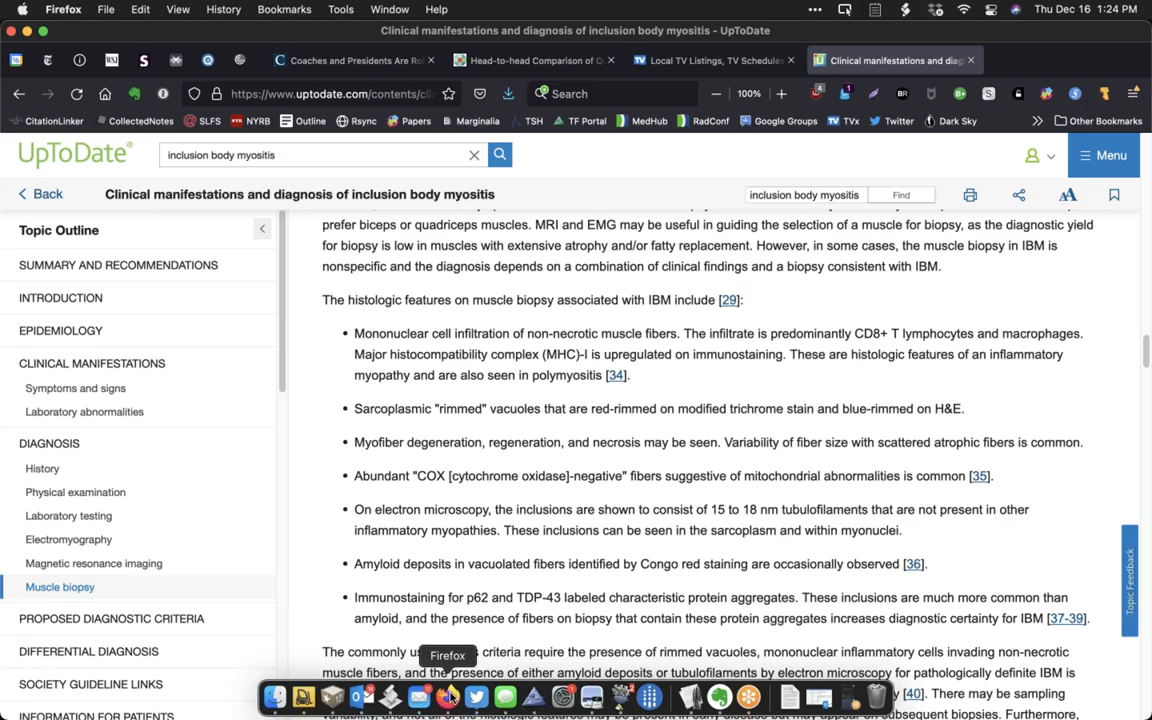 Firefox File Edit View History Bookmarks Tools Window Help Thu Dec 16 1:24 PM
Clinical manifestations and diagnosis of inclusion body myositis - UpToDate
WSJ Coaches and Presidents Are Ro Head-to-head Comparison of Local TV Listings, TV Schedules Clinical manifestations and diag
https://www.uptodate.com/contents/cli 100% Search
CitationLinker CollectedNotes SLFS NYRB Outline Rsync Papers Marginalia TSH TF Portal MedHub RadConf Google Groups TVx Twitter Dark Sky Other Bookmarks
UpToDate® inclusion body myositis Menu
Back Clinical manifestations and diagnosis of inclusion body myositis inclusion body myositis Find AA
Topic Outline
SUMMARY AND RECOMMENDATIONS
INTRODUCTION
EPIDEMIOLOGY
CLINICAL MANIFESTATIONS
Symptoms and signs
Laboratory abnormalities
DIAGNOSIS
History
Physical examination
Laboratory testing
Electromyography
Magnetic resonance imaging
Muscle biopsy
PROPOSED DIAGNOSTIC CRITERIA
DIFFERENTIAL DIAGNOSIS
SOCIETY GUIDELINE LINKS
INFORMATION FOR PATIENTS
prefer biceps or quadriceps muscles. MRI and EMG may be useful in guiding the selection of a muscle for biopsy, as the diagnostic yield
for biopsy is low in muscles with extensive atrophy and/or fatty replacement. However, in some cases, the muscle biopsy in IBM is
nonspecific and the diagnosis depends on a combination of clinical findings and a biopsy consistent with IBM.
The histologic features on muscle biopsy associated with IBM include [29]:
• Mononuclear cell infiltration of non-necrotic muscle fibers. The infiltrate is predominantly CD8+ T lymphocytes and macrophages.
Major histocompatibility complex (MHC)-I is upregulated on immunostaining. These are histologic features of an inflammatory
myopathy and are also seen in polymyositis [34].
• Sarcoplasmic "rimmed" vacuoles that are red-rimmed on modified trichrome stain and blue-rimmed on H&E.
• Myofiber degeneration, regeneration, and necrosis may be seen. Variability of fiber size with scattered atrophic fibers is common.
• Abundant "COX [cytochrome oxidase]-negative" fibers suggestive of mitochondrial abnormalities is common [35].
• On electron microscopy, the inclusions are shown to consist of 15 to 18 nm tubulofilaments that are not present in other
inflammatory myopathies. These inclusions can be seen in the sarcoplasm and within myonuclei.
• Amyloid deposits in vacuolated fibers identified by Congo red staining are occasionally observed [36].
• Immunostaining for p62 and TDP-43 labeled characteristic protein aggregates. These inclusions are much more common than
amyloid, and the presence of fibers on biopsy that contain these protein aggregates increases diagnostic certainty for IBM [37-39].
The commonly criteria require the presence of rimmed vacuoles, mononuclear inflammatory cells invading non-necrotic
muscle fibers, and the presence of either amyloid deposits or tubulofilaments by electron microscopy for pathologically definite IBM is
[40]. There may be sampling
subsequent biopsies. Furthermore,
Firefox
Topic Feedback